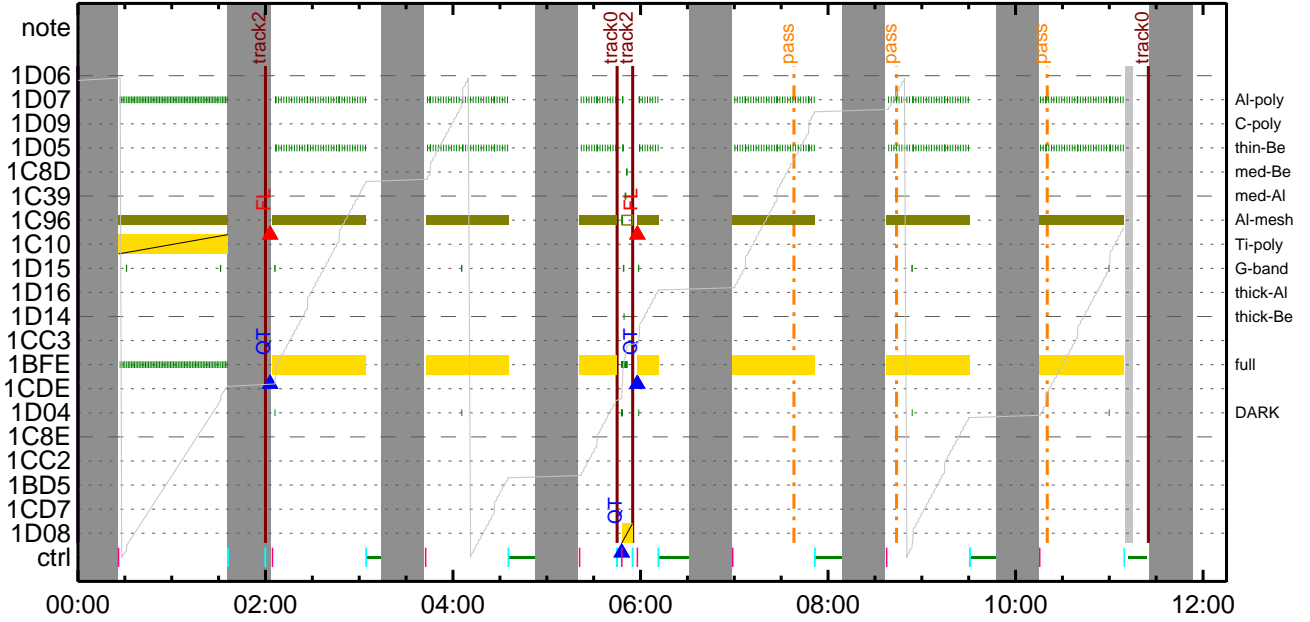 note
track2
track0
track2
pass
pass
pass
track0
1D06
1D07 Al-poly
1D09 C-poly
1D05 thin-Be
1C8D med-Be
1C39 med-Al
FL
FL
1C96 Al-mesh
1C10 Ti-poly
1D15 G-band
1D16 thick-Al
1D14 thick-Be
1CC3
QT
QT
1BFE full
1CDE
1D04 DARK
1C8E
1CC2
1BD5
1CD7
QT
1D08
ctrl
00:00 02:00 04:00 06:00 08:00 10:00 12:00